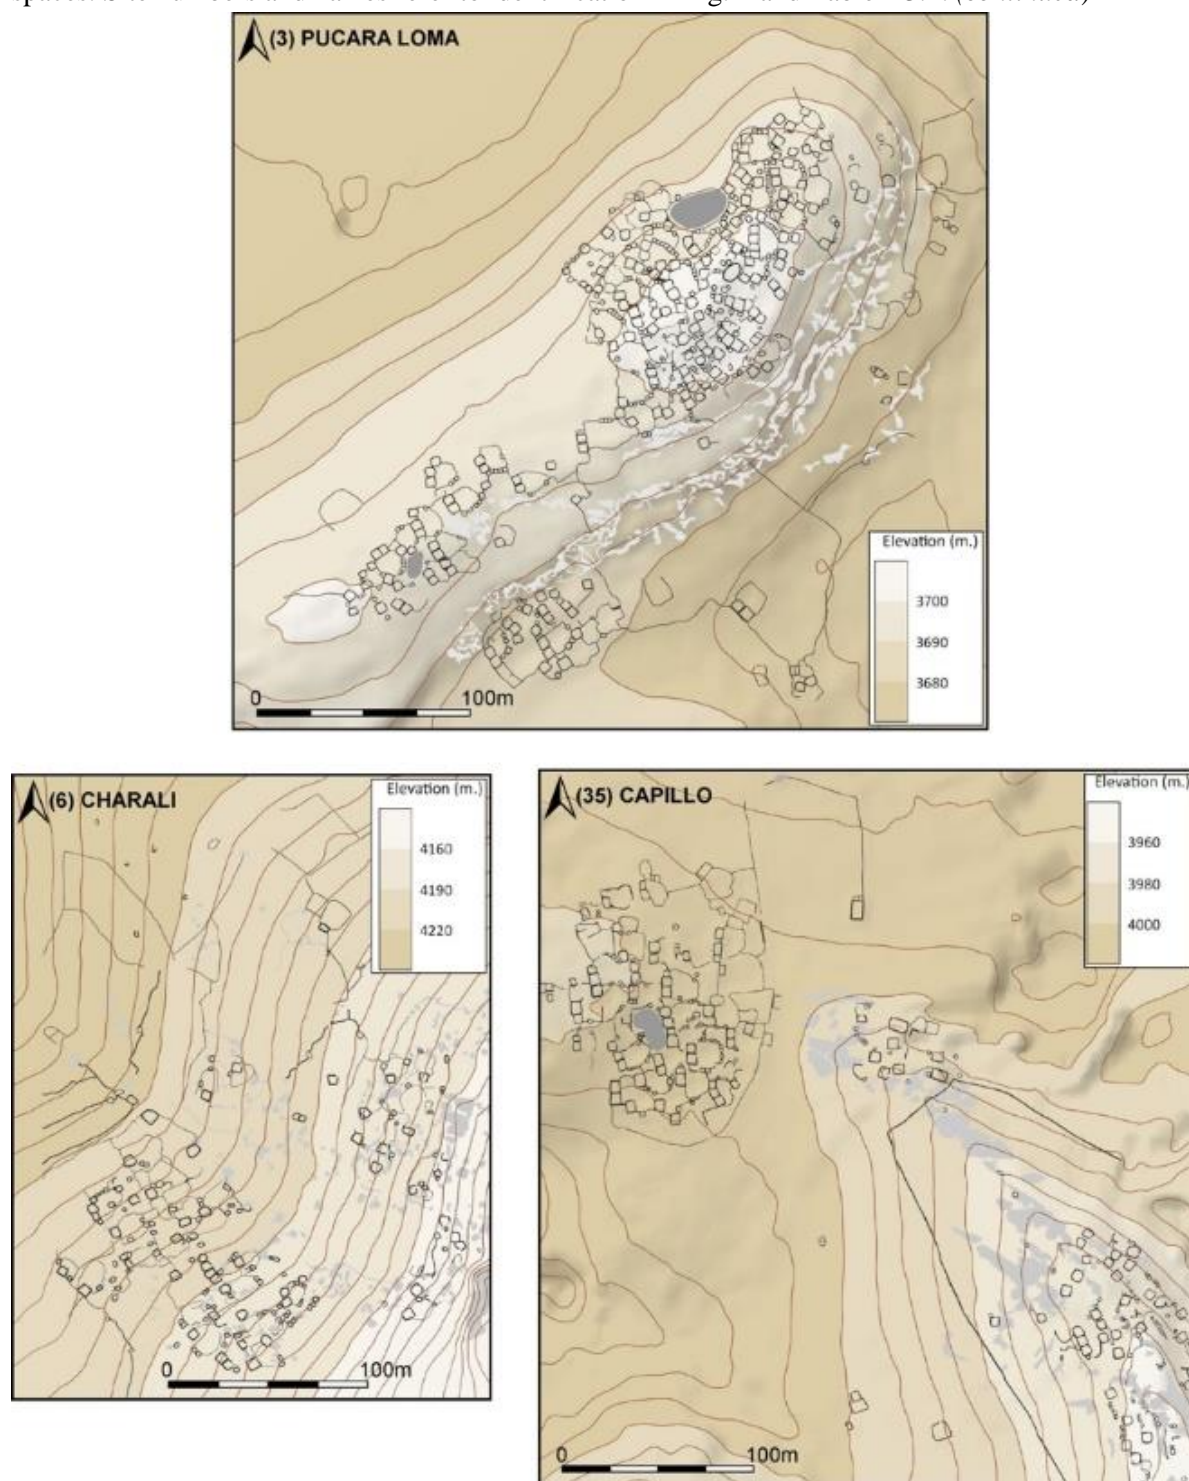 (3) PUCARA LOMA
Elevation (m.)
3700
3690
3680
0 100m
(6) CHARALI
Elevation (m.)
4160
4190
4220
0 100m
(35) CAPILLO
Elevation (m.)
3960
3980
4000
0 100m